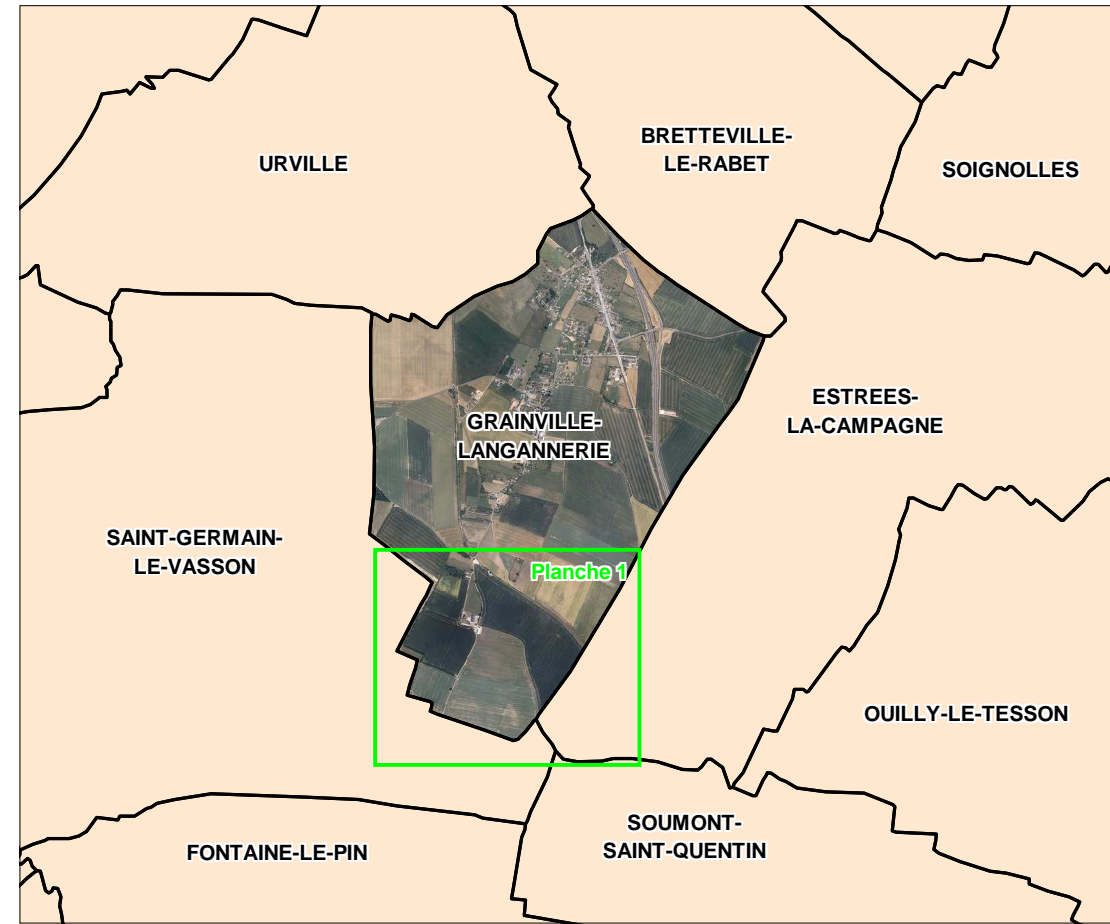 BRETTEVILLE-
LE-RABET
URVILLE
SOIGNOLLES
ESTREES-
LA-CAMPAGNE
GRAINVILLE-
LANGANNERIE
SAINT-GERMAIN-
LE-VASSON
Planche 1
OUILLY-LE-TESSON
SOUMONT-
SAINT-QUENTIN
FONTAINE-LE-PIN